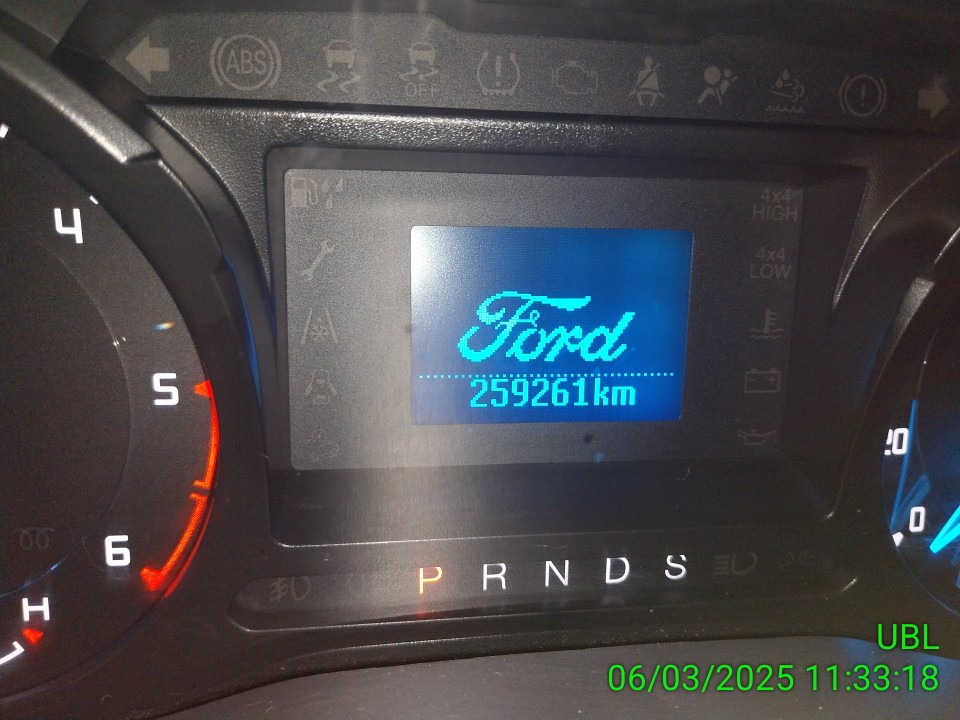 ABS
OFF
4x4
HIGH
4x4
LOW
4
5
6
H
Ford
259261km
20
0
P R N D S
UBL
06/03/2025 11:33:18